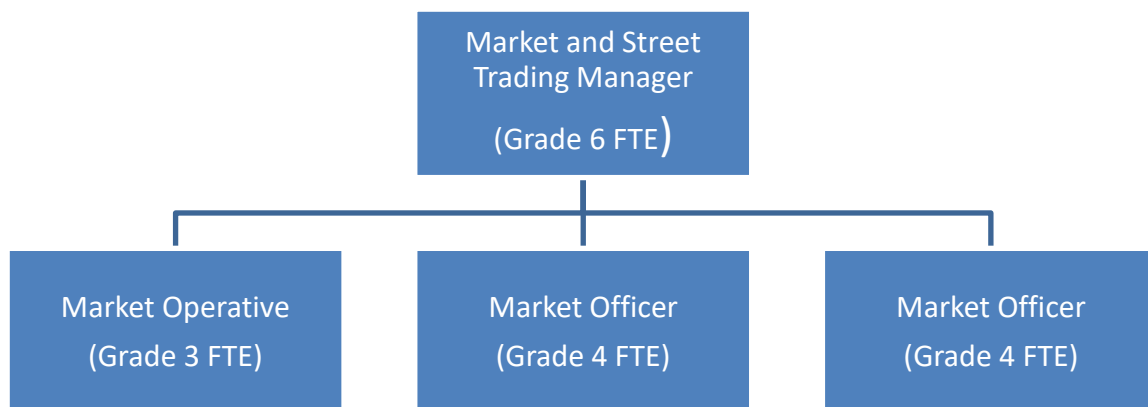 Market and Street
Trading Manager
(Grade 6 FTE)
Market Operative
(Grade 3 FTE)
Market Officer
(Grade 4 FTE)
Market Officer
(Grade 4 FTE)